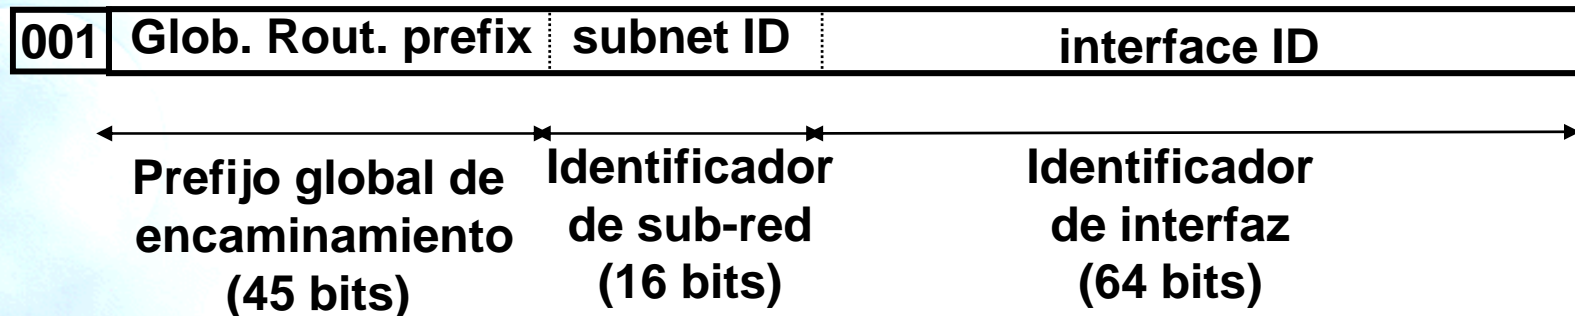 001 Glob. Rout. prefix subnet ID interface ID
Prefijo global de
encaminamiento
(45 bits)
Identificador
de sub-red
(16 bits)
Identificador
de interfaz
(64 bits)